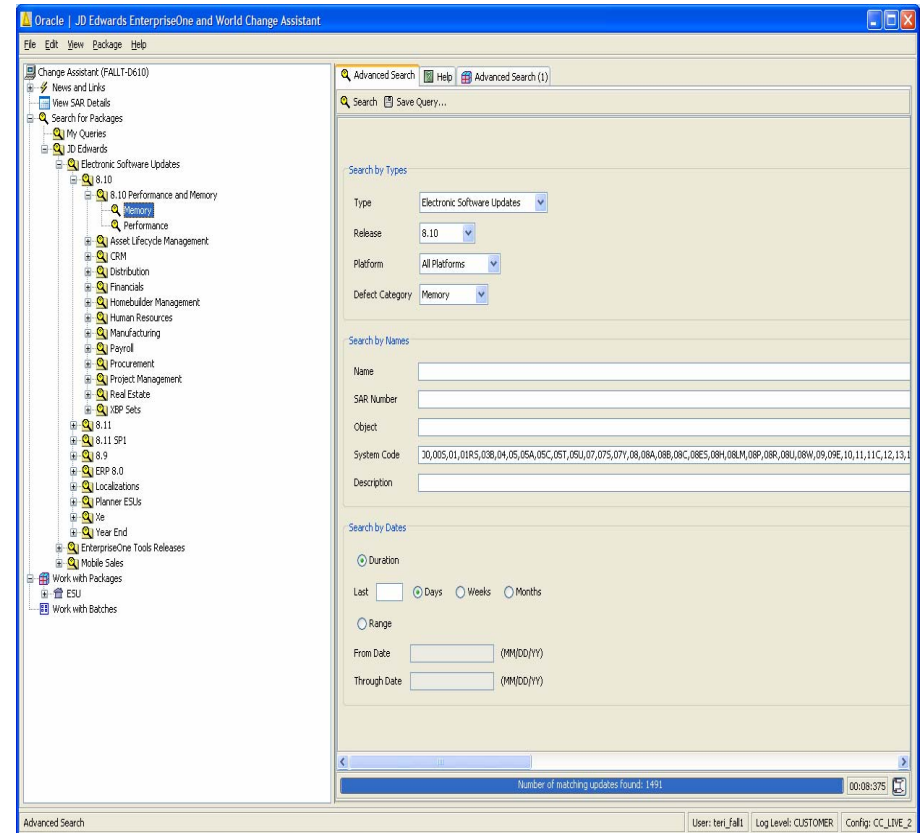 Oracle | JD Edwards EnterpriseOne and World Change Assistant
File Edit View Package Help
Change Assistant (FALLT-D610)
News and Links
View SAR Details
Search for Packages
My Queries
JD Edwards
Electronic Software Updates
8.10
8.10 Performance and Memory
Memory
Performance
Asset Lifecycle Management
CRM
Distribution
Financials
Homebuilder Management
Human Resources
Manufacturing
Payroll
Procurement
Project Management
Real Estate
XBP Sets
8.11
8.11 SP1
8.9
ERP 8.0
Localizations
Planner ESUs
Xe
Year End
EnterpriseOne Tools Releases
Mobile Sales
Work with Packages
ESU
Work with Batches
Advanced Search Help Advanced Search (1)
Search Save Query...
Search by Types
Type Electronic Software Updates
Release 8.10
Platform All Platforms
Defect Category Memory
Search by Names
Name
SAR Number
Object
System Code J0,00S,01,01RS,03B,04,05,05A,05C,05T,05U,07,07S,07Y,08,08A,08B,08C,08ES,08H,08LM,08P,08R,08U,08W,09,09E,10,11,11C,12,13,1
Description
Search by Dates
Duration
Last Days Weeks Months
Range
From Date (MM/DD/YY)
Through Date (MM/DD/YY)
Number of matching updates found: 1491 00:08:375
Advanced Search User: teri_fall1 Log Level: CUSTOMER Config: CC_LIVE_2